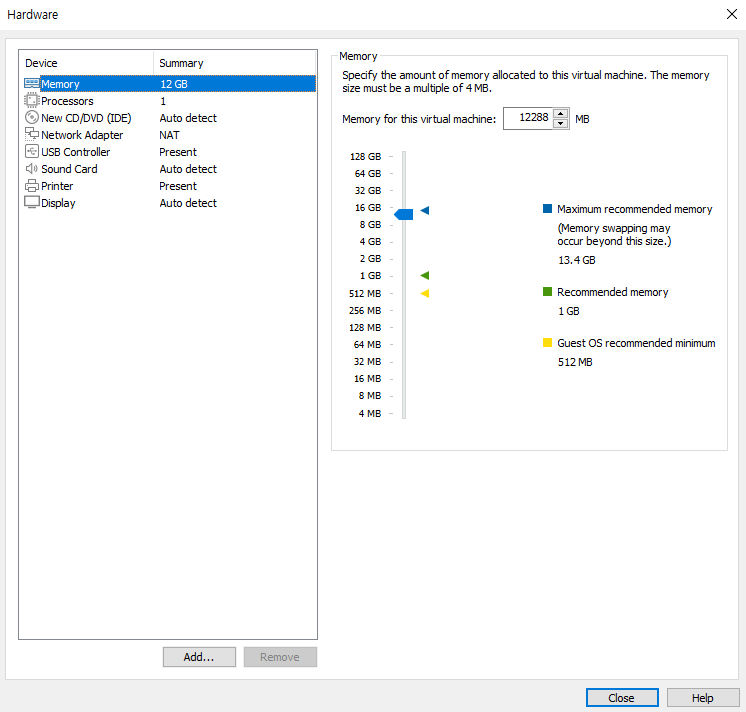 Hardware
Device Summary
Memory 12 GB
Processors 1
New CD/DVD (IDE) Auto detect
Network Adapter NAT
USB Controller Present
Sound Card Auto detect
Printer Present
Display Auto detect
Add...
Remove
Memory
Specify the amount of memory allocated to this virtual machine. The memory
size must be a multiple of 4 MB.
Memory for this virtual machine: 12288 MB
128 GB
64 GB
32 GB
16 GB
8 GB
4 GB
2 GB
1 GB
512 MB
256 MB
128 MB
64 MB
32 MB
16 MB
8 MB
4 MB
Maximum recommended memory
(Memory swapping may
occur beyond this size.)
13.4 GB
Recommended memory
1 GB
Guest OS recommended minimum
512 MB
Close
Help